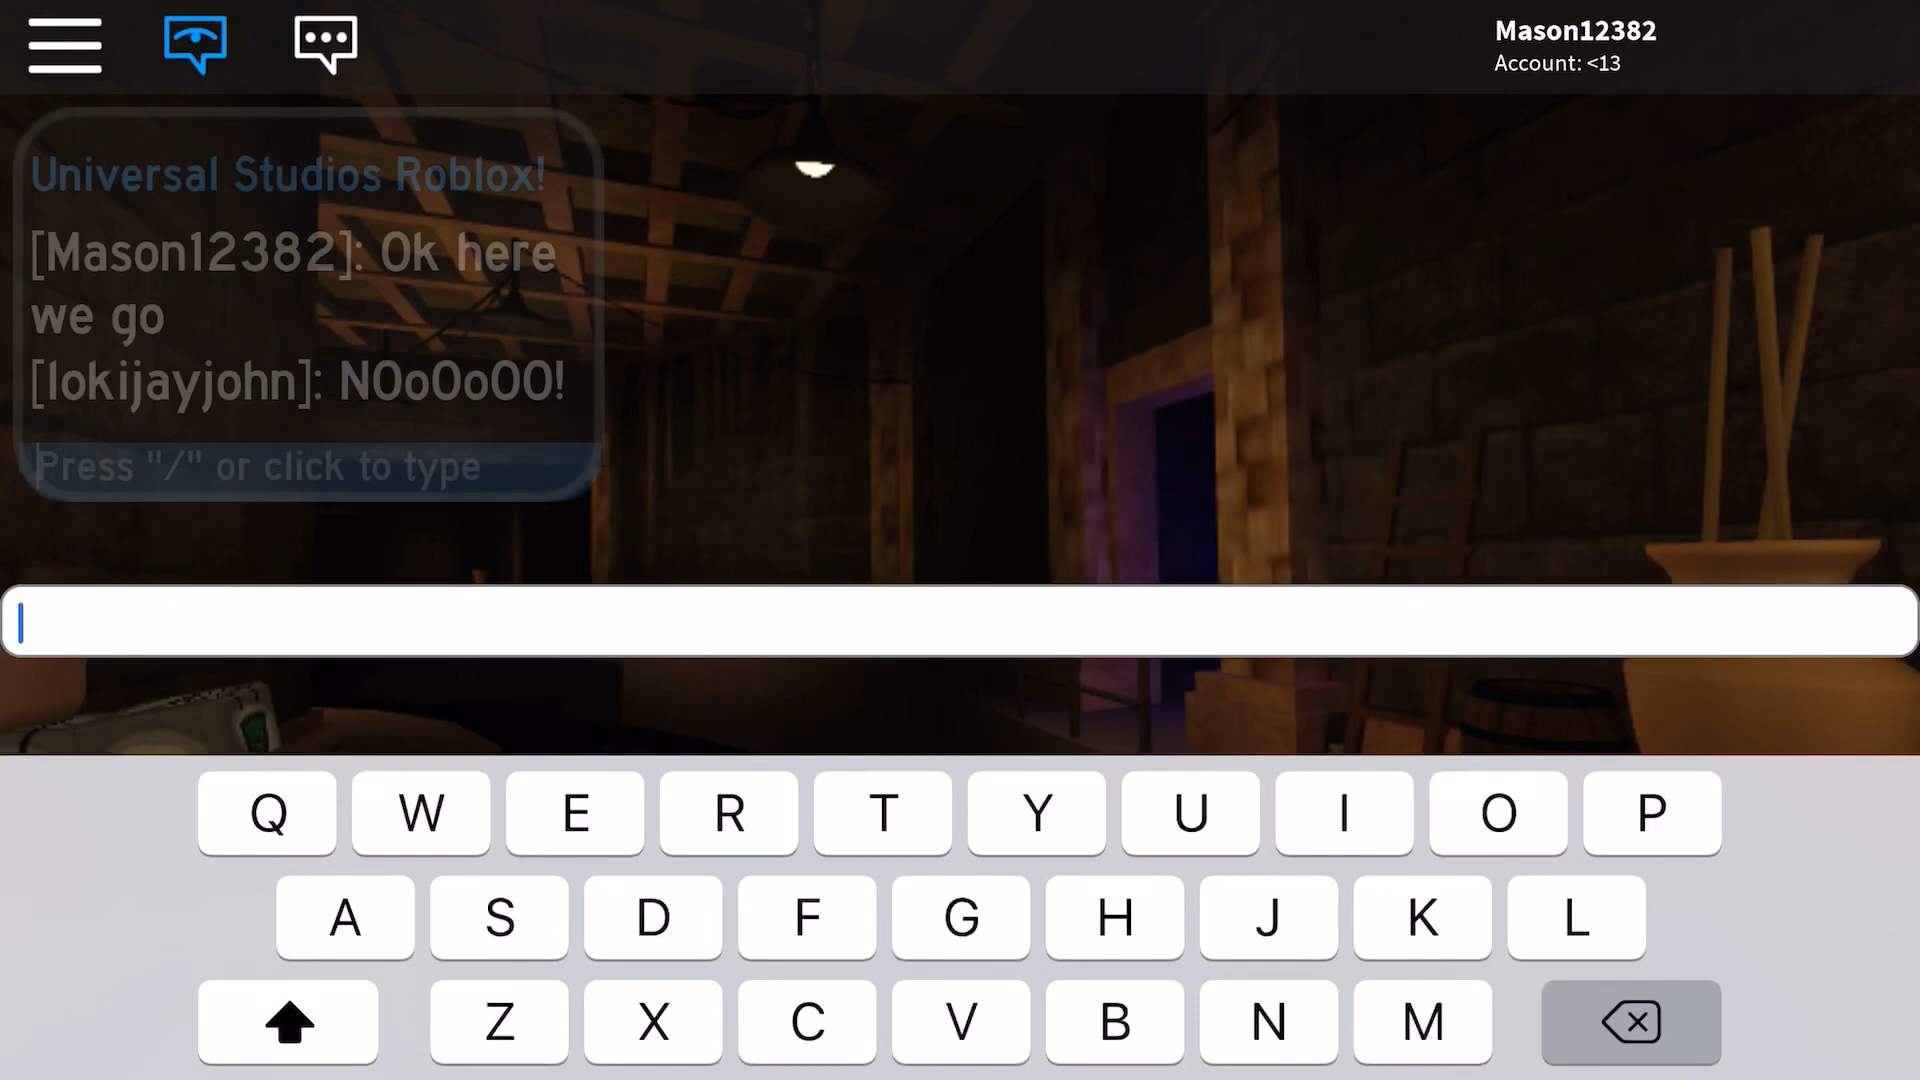 Mason12382
Account: <13
Universal Studios Roblox!
[Mason12382]: Ok here
we go
[lokijayjohn]: NOoOoOO!
Press "/" or click to type
Q W E R T Y U I O P
A S D F G H J K L
Z X C V B N M